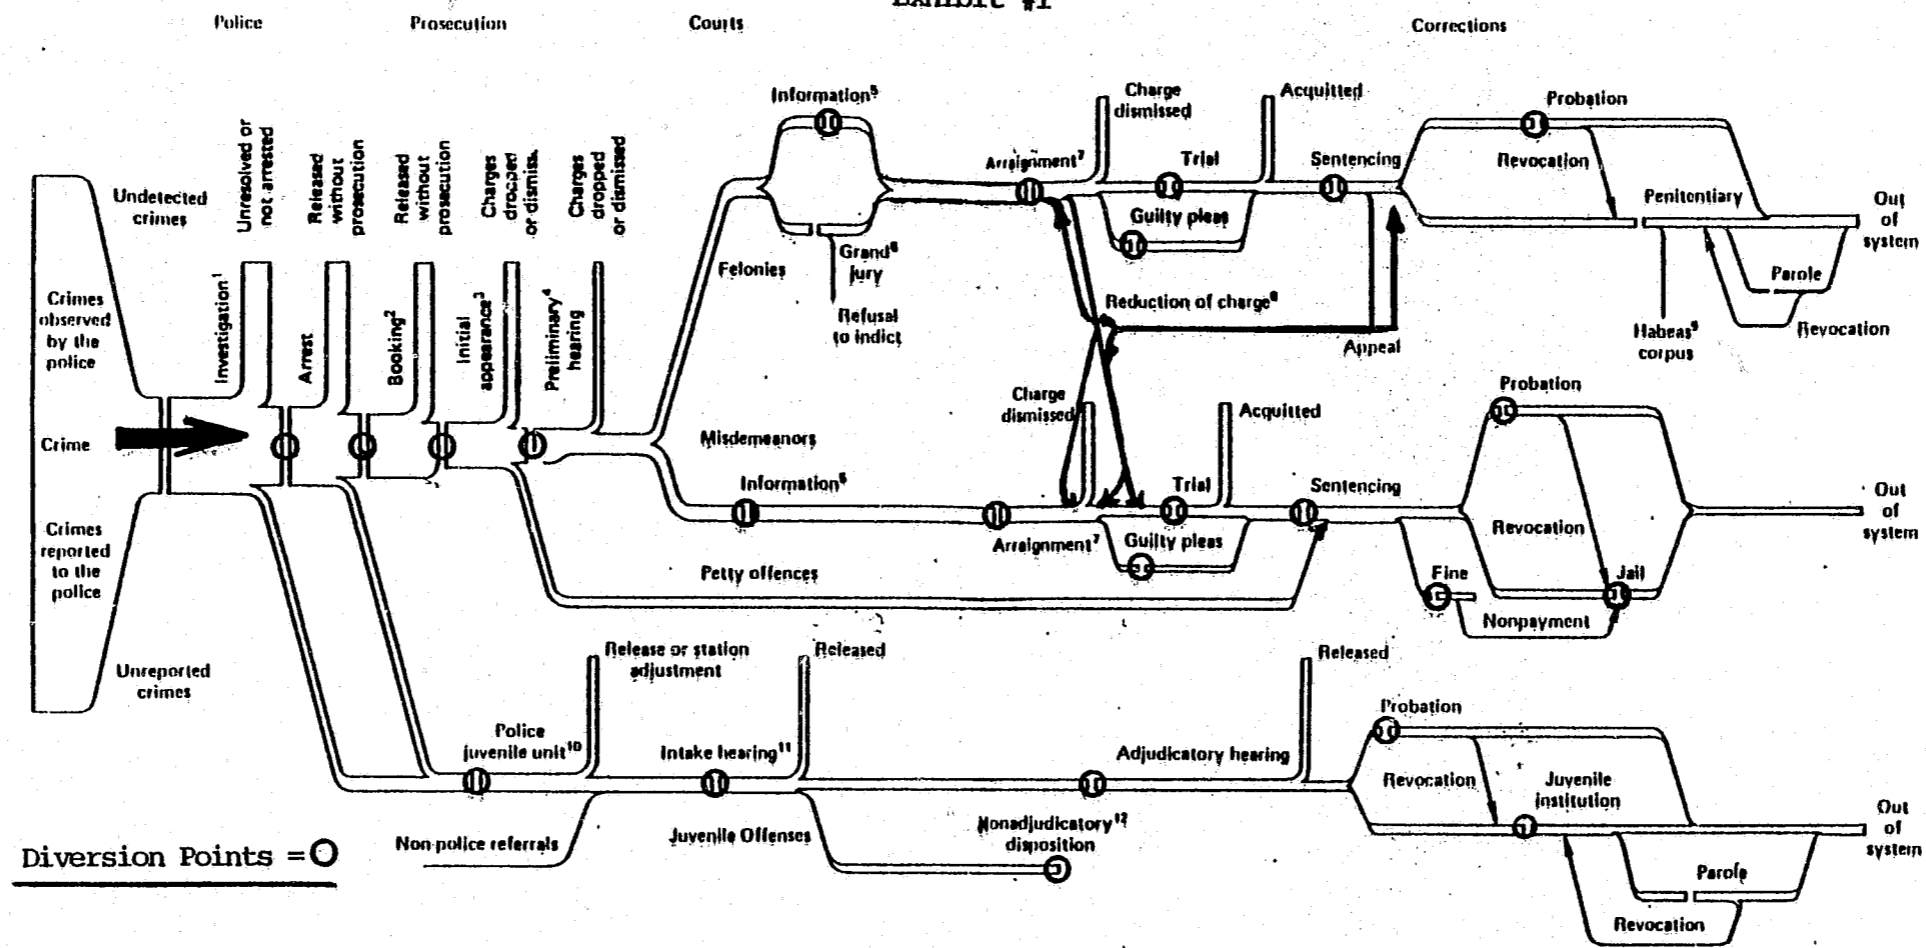 Exhibit #1
Police
Prosecution
Courts
Corrections
Undetected
crimes
Crimes
observed
by the
police
Crime
Crimes
reported
to the
police
Unreported
crimes
Unresolved or
not arrested
Released
without
prosecution
Released
without
prosecution
Charges
dropped
or dismiss.
Charges
dropped
or dismissed
Investigation¹
Arrest
Booking²
Initial
appearance³
Preliminary⁴
hearing
Felonies
Information⁵
Grand⁶
jury
Refusal
to indict
Arraignment⁷
Charge
dismissed
Trial
Acquitted
Guilty pleas
Sentencing
Reduction of charge⁸
Appeal
Probation
Revocation
Penitentiary
Out
of
system
Parole
Habeas⁹
corpus
Revocation
Misdemeanors
Information⁵
Charge
dismissed
Arraignment⁷
Trial
Acquitted
Guilty pleas
Sentencing
Probation
Revocation
Fine
Jail
Nonpayment
Out
of
system
Petty offences
Release or station
adjustment
Released
Released
Police
juvenile unit¹⁰
Intake hearing¹¹
Adjudicatory hearing
Non police referrals
Juvenile Offenses
Nonadjudicatory¹²
disposition
Probation
Revocation
Juvenile
institution
Out
of
system
Parole
Revocation
Diversion Points = O